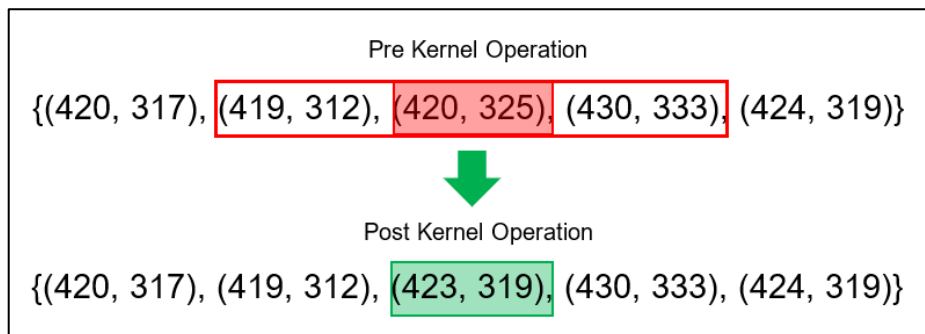 Pre Kernel Operation
{(420, 317), (419, 312), (420, 325), (430, 333), (424, 319)}
Post Kernel Operation
{(420, 317), (419, 312), (423, 319), (430, 333), (424, 319)}